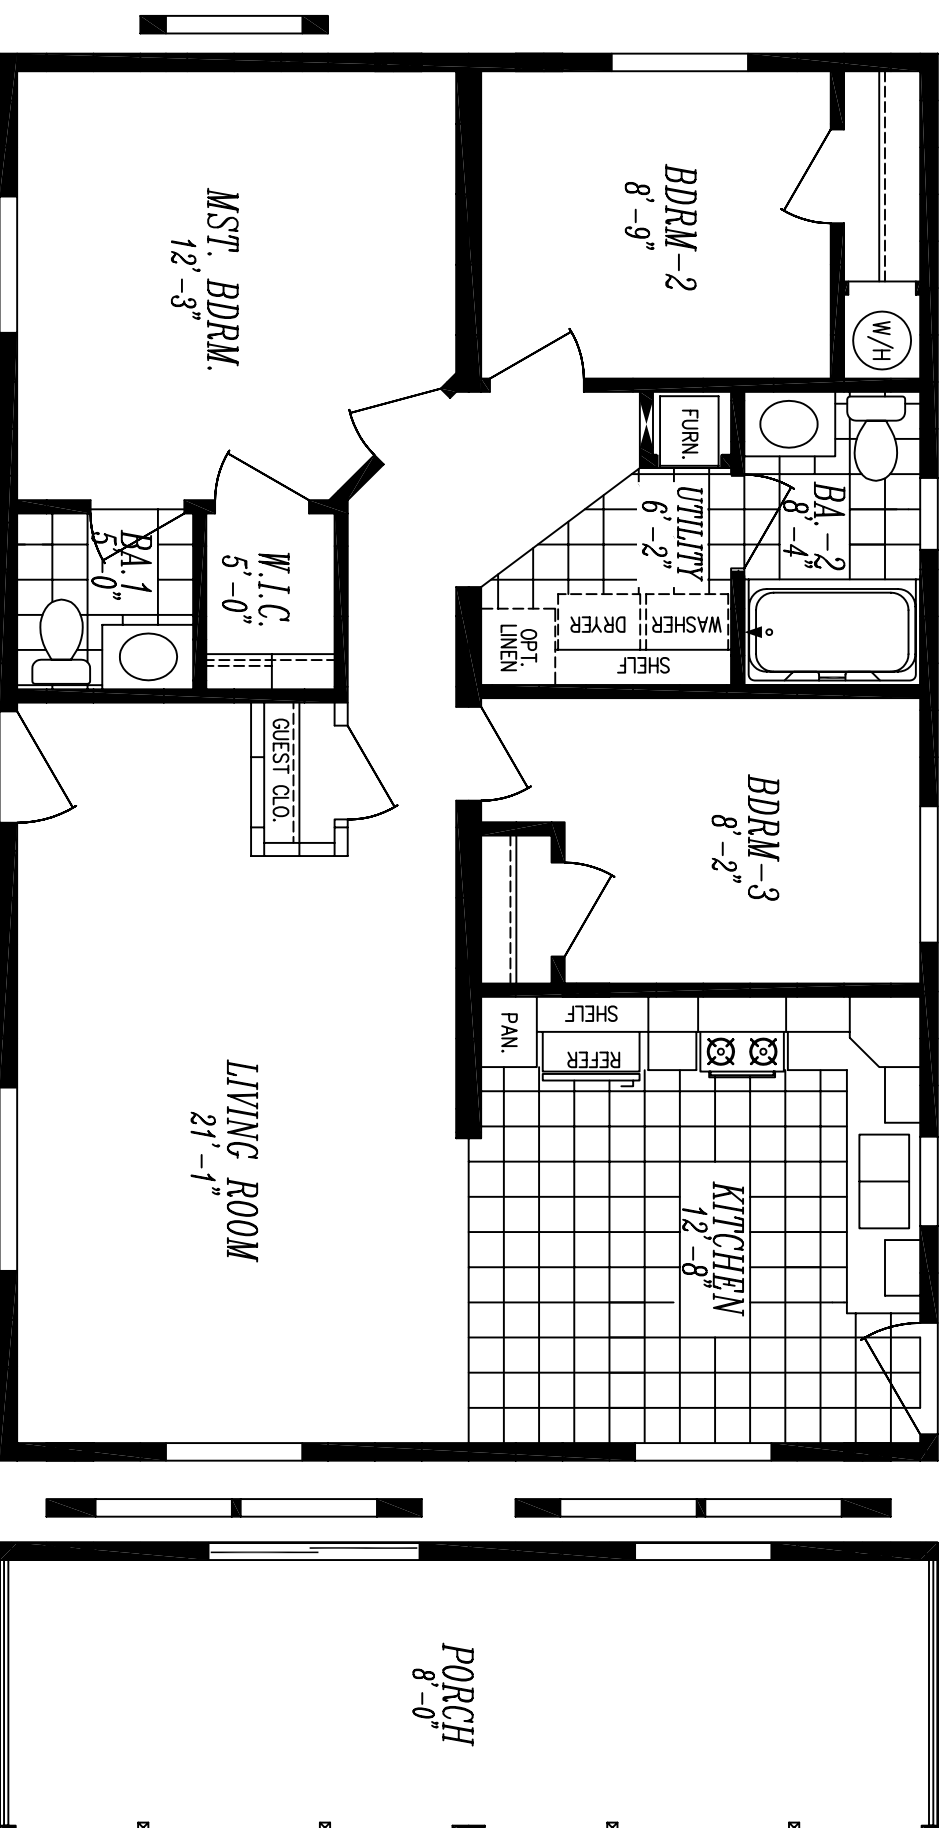 MST. BDRM.
12'-3"
BDRM-2
8'-9"
W/H
FURN.
UTILITY
6'-2"
BA.-2
8'-4"
BA.1
5'-0"
W.I.C.
5'-0"
OPT.
LINEN
DRYER
WASHER
SHELF
GUEST CLO.
BDRM-3
8'-2"
PAN.
SHELF
REFER
LIVING ROOM
21'-1"
KITCHEN
12'-8"
PORCH
8'-0"